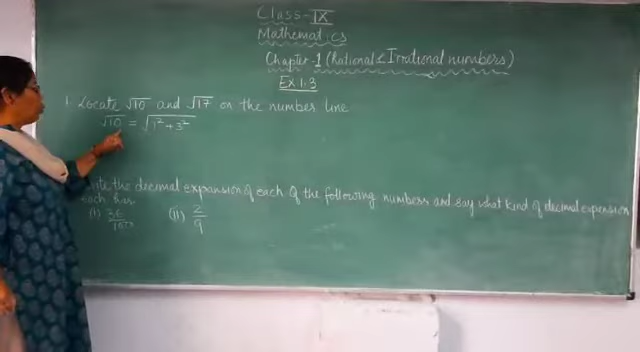 Class-IX
Mathematics
Chapter-1 (Rational & Irrational numbers)
Ex 1.3
1. Locate √10 and √17 on the number line
√10 = √1²+3²
the decimal expansion of each of the following numbers and say what kind of decimal expension
each has
(i) 36/100 (ii) 2/9